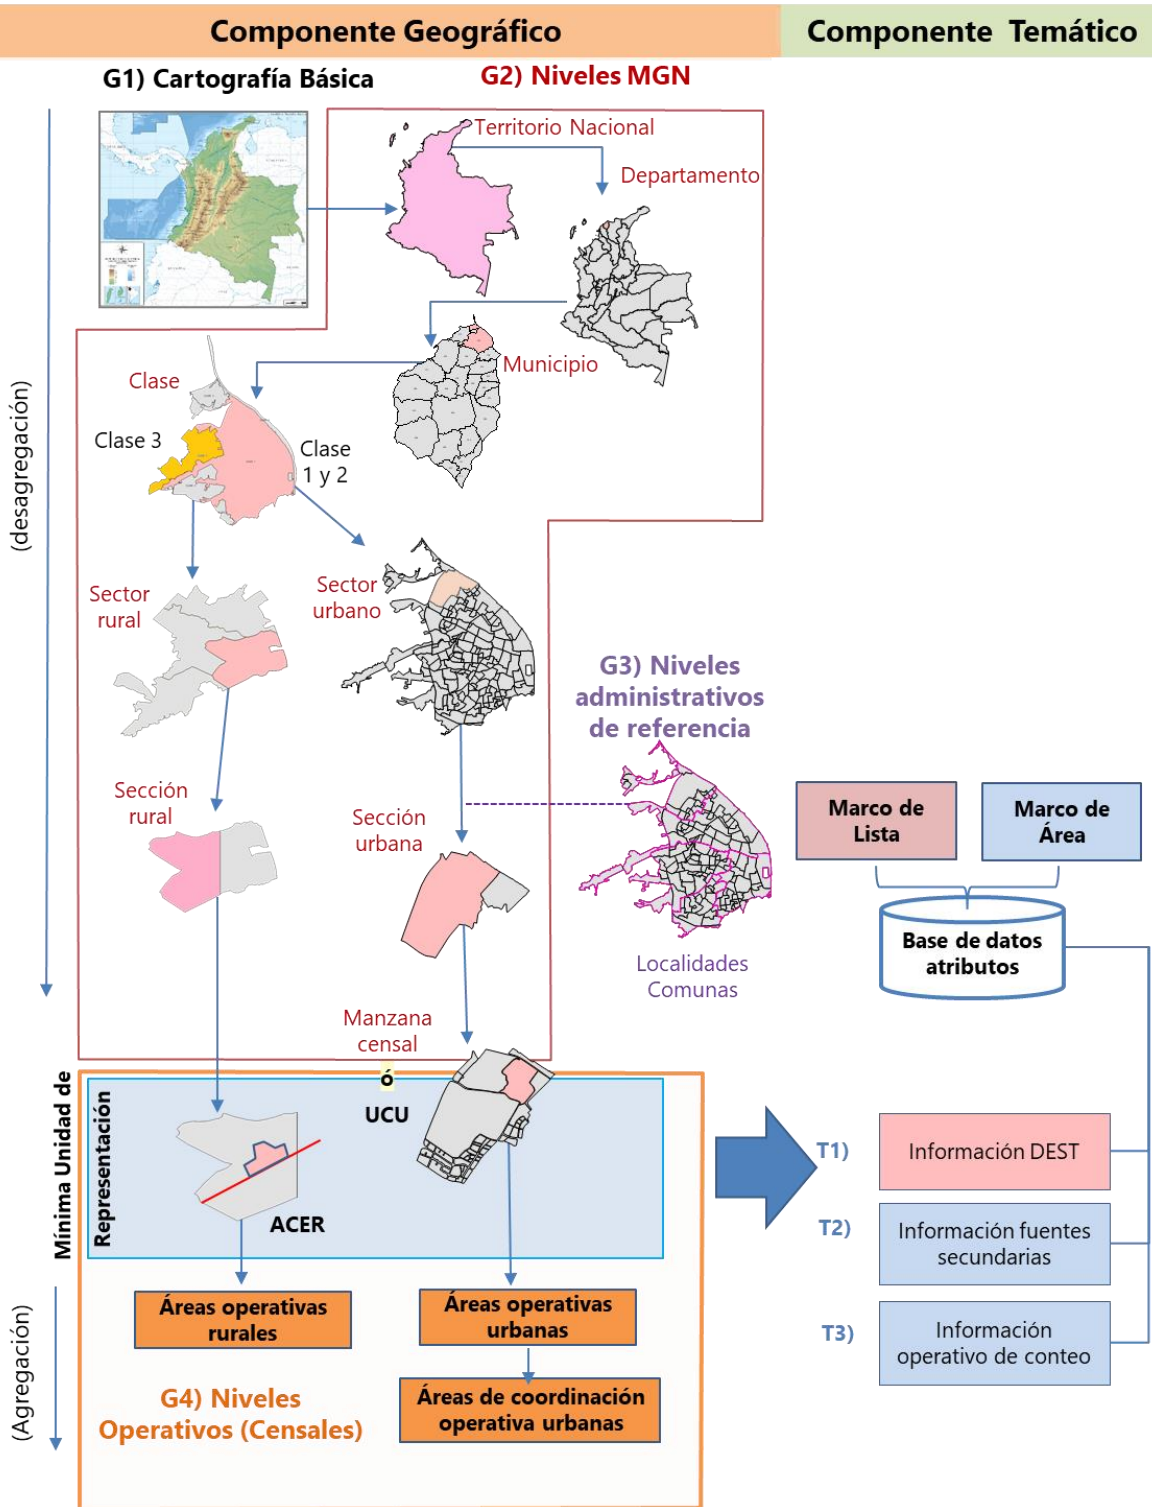 Componente Geográfico
Componente Temático
G1) Cartografía Básica
G2) Niveles MGN
Territorio Nacional
Departamento
Municipio
Clase
Clase 3
Clase
1 y 2
(desagregación)
Sector
rural
Sector
urbano
G3) Niveles
administrativos
de referencia
Sección
rural
Sección
urbana
Localidades
Comunas
Marco de
Lista
Marco de
Área
Base de datos
atributos
Manzana
censal
ó
UCU
Mínima Unidad de
Representación
ACER
T1)
Información DEST
T2)
Información fuentes
secundarias
T3)
Información
operativo de conteo
(Agregación)
Áreas operativas
rurales
Áreas operativas
urbanas
G4) Niveles
Operativos (Censales)
Áreas de coordinación
operativa urbanas